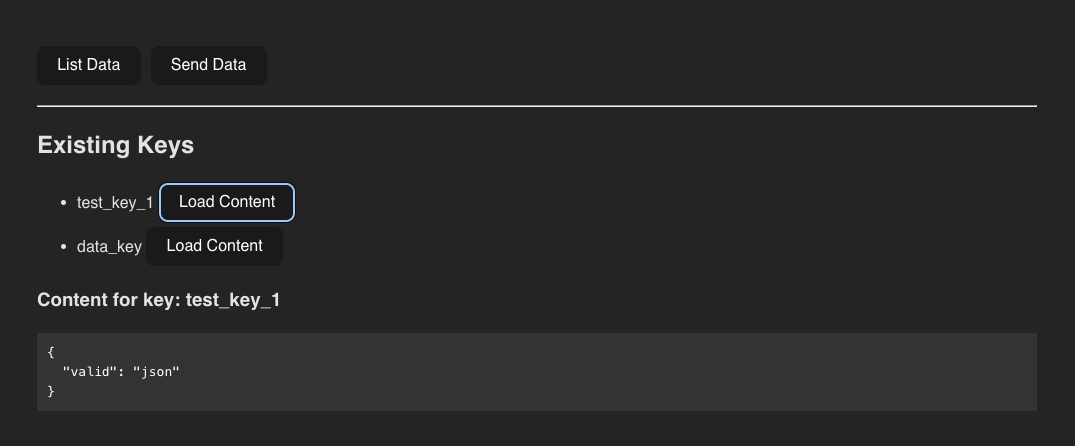 List Data Send Data
Existing Keys
• test_key_1 Load Content
• data_key Load Content
Content for key: test_key_1
{
  "valid": "json"
}